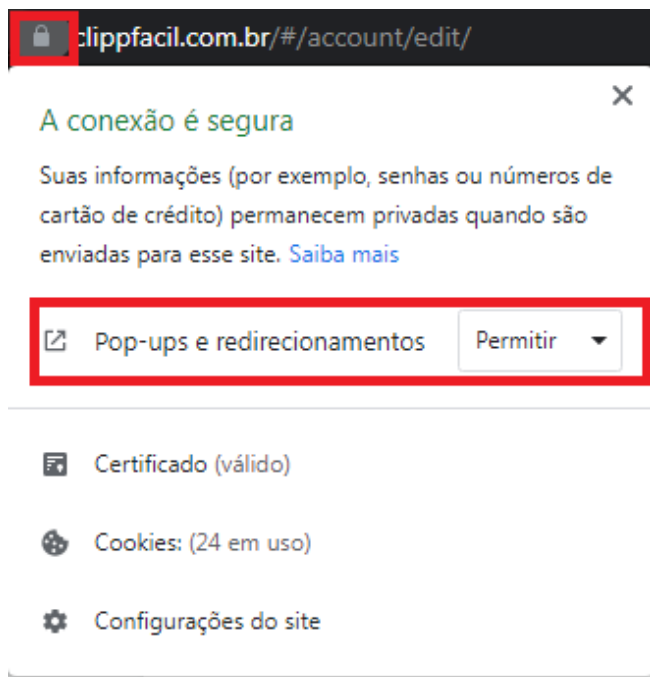 clippfacil.com.br/#/account/edit/
A conexão é segura
Suas informações (por exemplo, senhas ou números de
cartão de crédito) permanecem privadas quando são
enviadas para esse site. Saiba mais
Pop-ups e redirecionamentos Permitir
Certificado (válido)
Cookies: (24 em uso)
Configurações do site